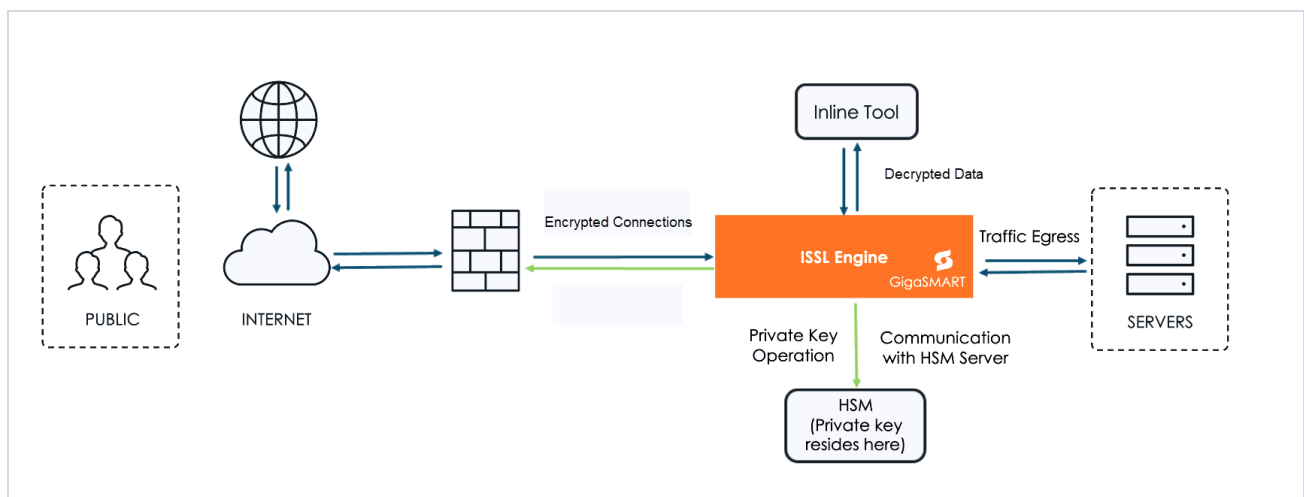 Inline Tool
Decrypted Data
Encrypted Connections
ISSL Engine
GigaSMART
Traffic Egress
PUBLIC
INTERNET
SERVERS
Private Key
Operation
Communication
with HSM Server
HSM
(Private key
resides here)